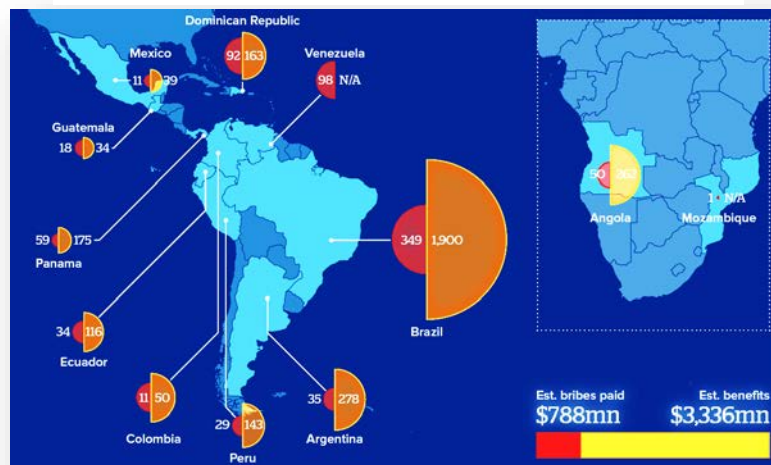 Dominican Republic
92 163
Mexico
11 39
Venezuela
98 N/A
Guatemala
18 34
59 175
Panama
34 116
Ecuador
11 50
Colombia
29 143
Peru
35 278
Argentina
349 1,900
Brazil
50 262
Angola
1 N/A
Mozambique
Est. bribes paid Est. benefits
$788mn $3,336mn